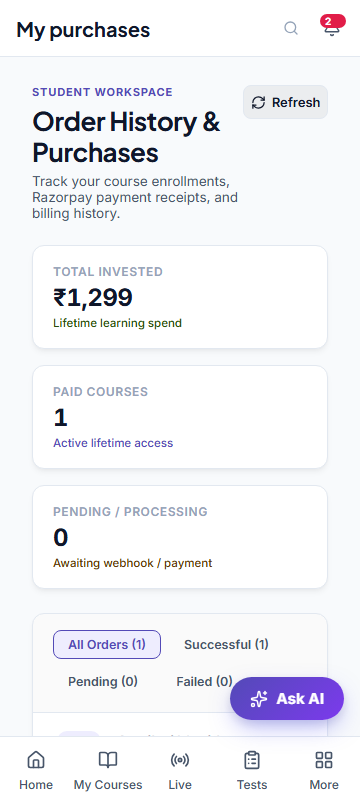 My purchases
2
STUDENT WORKSPACE
Refresh
Order History &
Purchases
Track your course enrollments,
Razorpay payment receipts, and
billing history.
TOTAL INVESTED
₹1,299
Lifetime learning spend
PAID COURSES
1
Active lifetime access
PENDING / PROCESSING
0
Awaiting webhook / payment
All Orders (1)
Successful (1)
Pending (0)
Failed (0)
Ask AI
Home
My Courses
Live
Tests
More